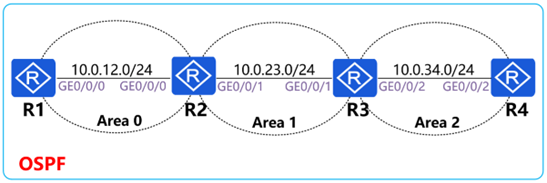 10.0.12.0/24 10.0.23.0/24 10.0.34.0/24
R R R R
GE0/0/0 GE0/0/0 GE0/0/1 GE0/0/1 GE0/0/2 GE0/0/2
R1 R2 R3 R4
Area 0 Area 1 Area 2
OSPF